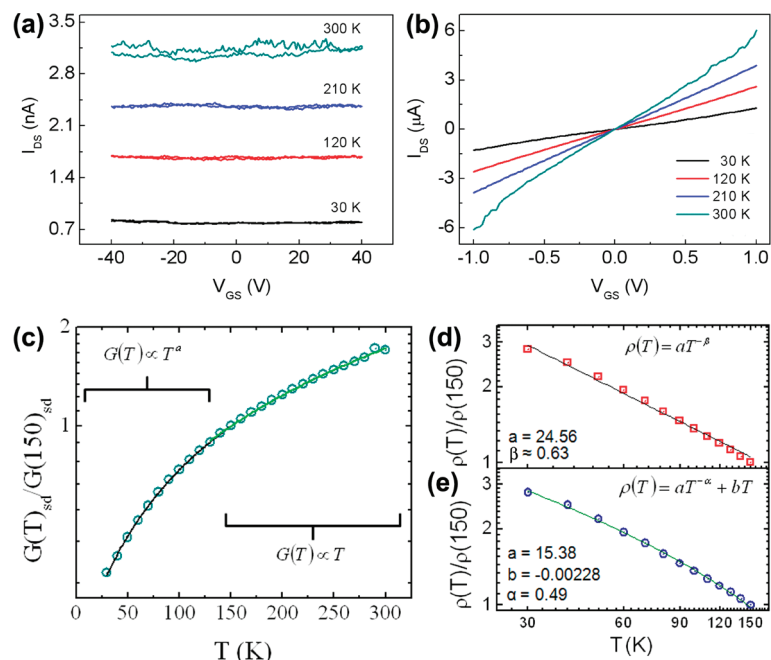 (a)
3.5
2.8
2.1
1.4
0.7
I_DS (nA)
300 K
210 K
120 K
30 K
-40
-20
0
20
40
V_GS (V)
(b)
6
3
0
-3
-6
I_DS (μA)
30 K
120 K
210 K
300 K
-1.0
-0.5
0.0
0.5
1.0
V_GS (V)
(c)
2
1
G(T)_sd/G(150)_sd
G(T) ∝ T^a
G(T) ∝ T
0
50
100
150
200
250
300
T (K)
(d)
3
2
1
ρ(T)/ρ(150)
ρ(T) = aT^-β
a = 24.56
β ≈ 0.63
(e)
3
2
1
ρ(T)/ρ(150)
ρ(T) = aT^-α + bT
a = 15.38
b = -0.00228
α = 0.49
30
60
90
120
150
T (K)